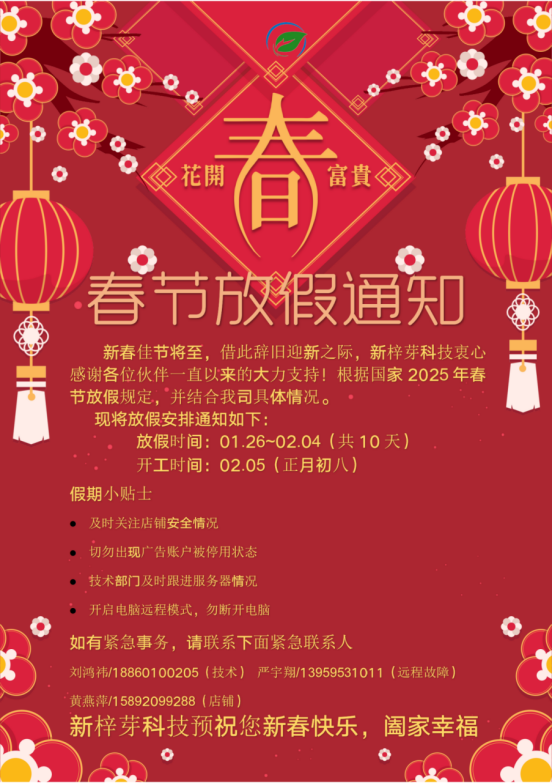 春
花開 富貴
春节放假通知
新春佳节将至，借此辞旧迎新之际，新梓芽科技衷心
感谢各位伙伴一直以来的大力支持！根据国家 2025 年春
节放假规定，并结合我司具体情况。
现将放假安排通知如下：
放假时间：01.26~02.04（共 10 天）
开工时间：02.05（正月初八）
假期小贴士
● 及时关注店铺安全情况
● 切勿出现广告账户被停用状态
● 技术部门及时跟进服务器情况
● 开启电脑远程模式，勿断开电脑
如有紧急事务，请联系下面紧急联系人
刘鸿祎/18860100205（技术） 严宇翔/13959531011（远程故障）
黄燕萍/15892099288（店铺）
新梓芽科技预祝您新春快乐，阖家幸福